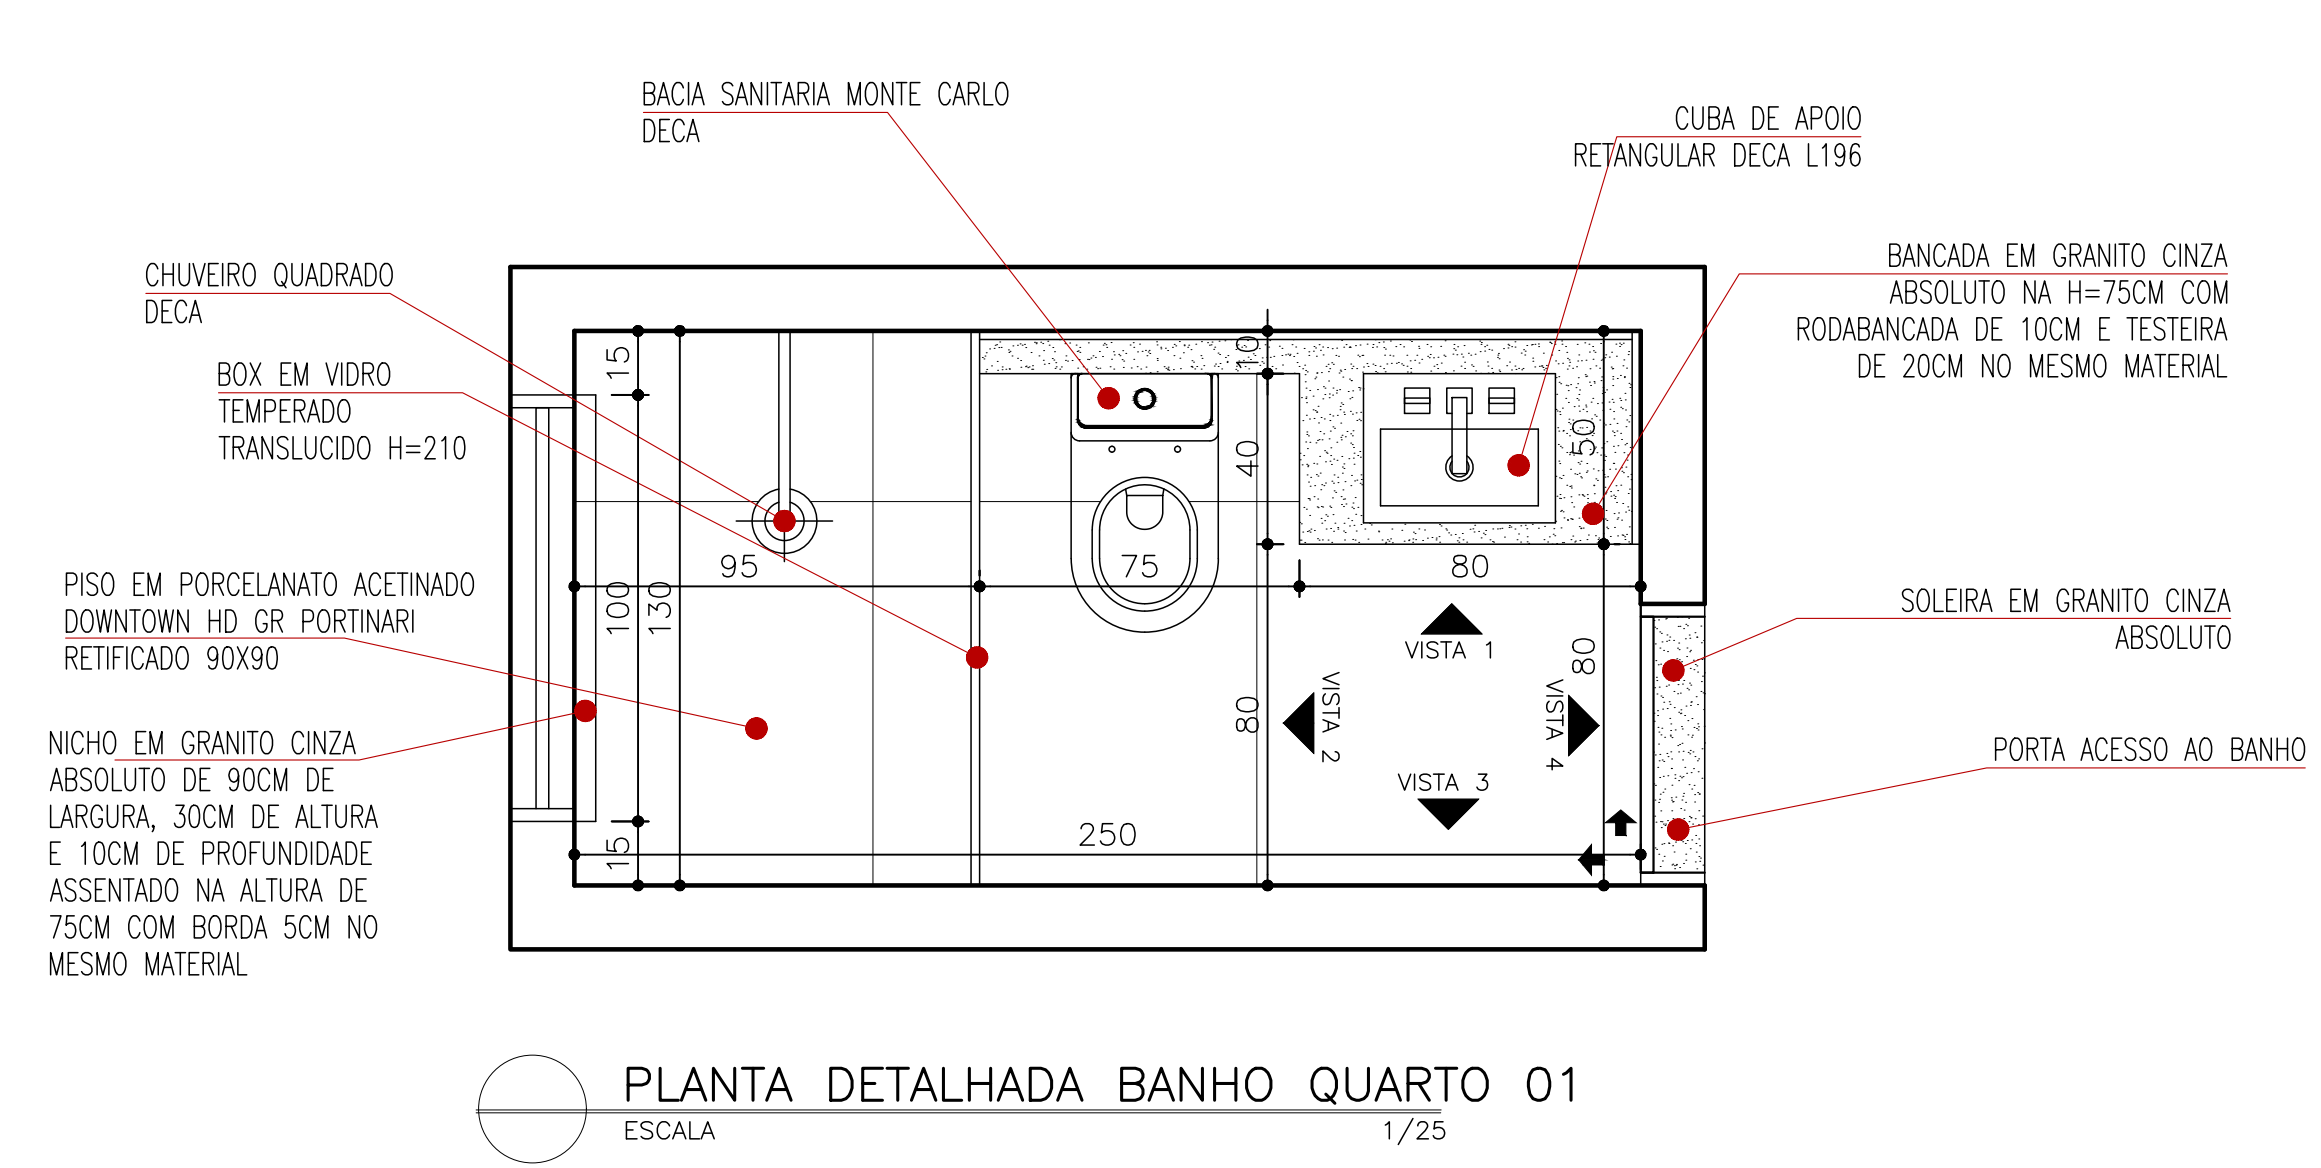 BACIA SANITARIA MONTE CARLO
DECA
CUBA DE APOIO
RETANGULAR DECA L196
CHUVEIRO QUADRADO
DECA
BOX EM VIDRO
TEMPERADO
TRANSLUCIDO H=210
BANCADA EM GRANITO CINZA
ABSOLUTO NA H=75CM COM
RODABANCADA DE 10CM E TESTEIRA
DE 20CM NO MESMO MATERIAL
PISO EM PORCELANATO ACETINADO
DOWNTOWN HD GR PORTINARI
RETIFICADO 90X90
NICHO EM GRANITO CINZA
ABSOLUTO DE 90CM DE
LARGURA, 30CM DE ALTURA
E 10CM DE PROFUNDIDADE
ASSENTADO NA ALTURA DE
75CM COM BORDA 5CM NO
MESMO MATERIAL
SOLEIRA EM GRANITO CINZA
ABSOLUTO
PORTA ACESSO AO BANHO
15
10
40
50
95
75
80
100
130
80
80
VISTA 1
VISTA 2
VISTA 4
VISTA 3
250
15
PLANTA DETALHADA BANHO QUARTO 01
ESCALA
1/25